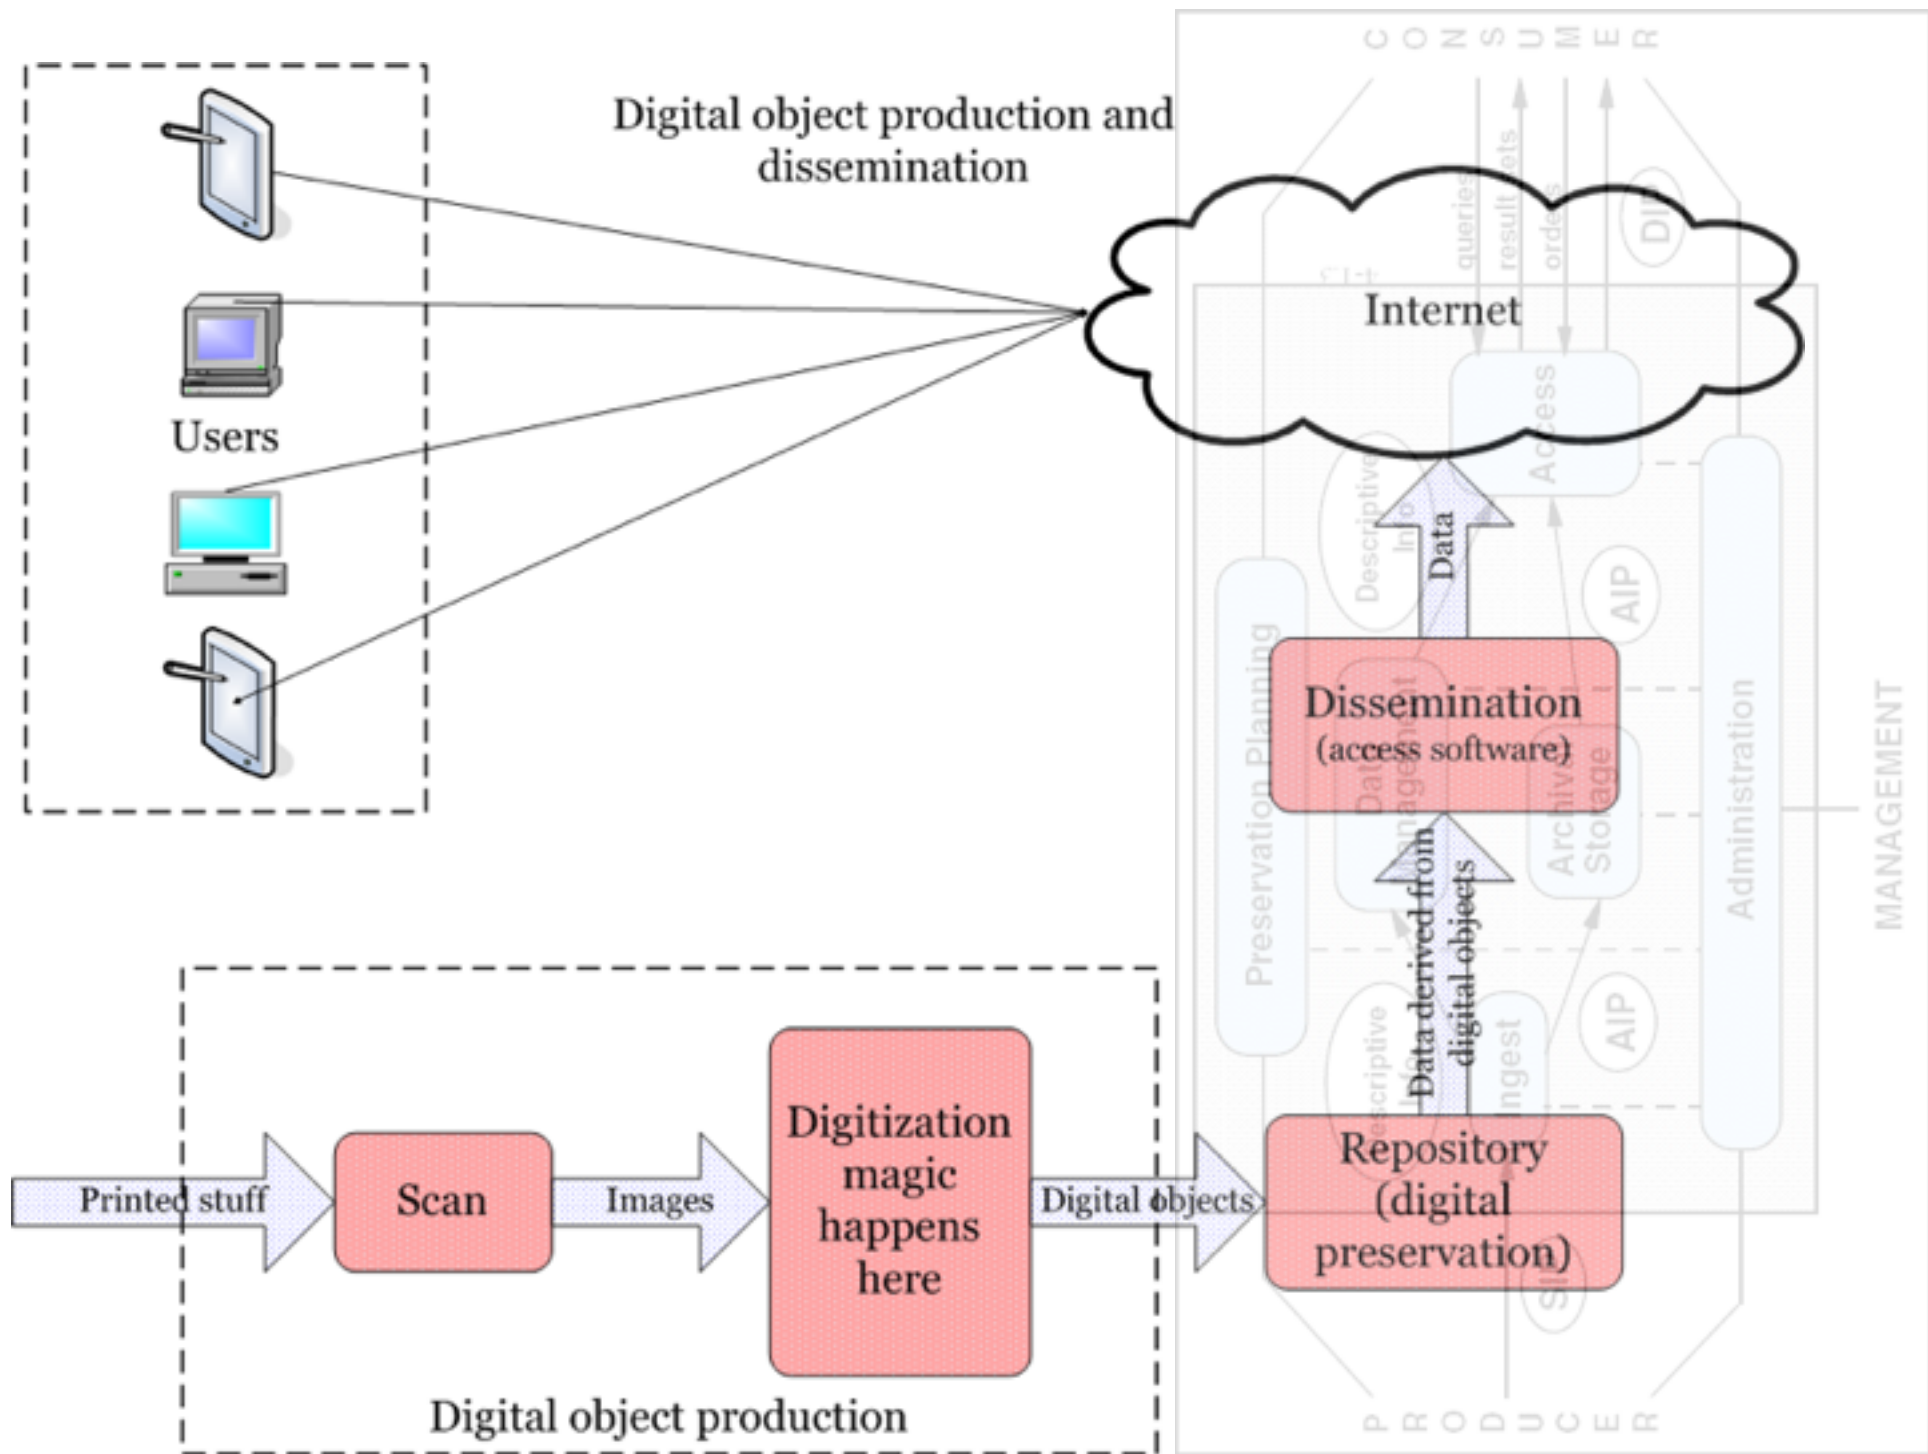 Digital object production and
dissemination
Users
Internet
Data
Dissemination
(access software)
Data derived from
digital objects
Printed stuff
Scan
Images
Digitization
magic
happens
here
Digital objects
Repository
(digital
preservation)
Digital object production
CONSUMER
queries
result sets
orders
DIP
Access
Descriptive
Info
AIP
Preservation Planning
Data
Management
Archival
Storage
Administration
MANAGEMENT
Descriptive
Info
Ingest
AIP
SIP
PRODUCER